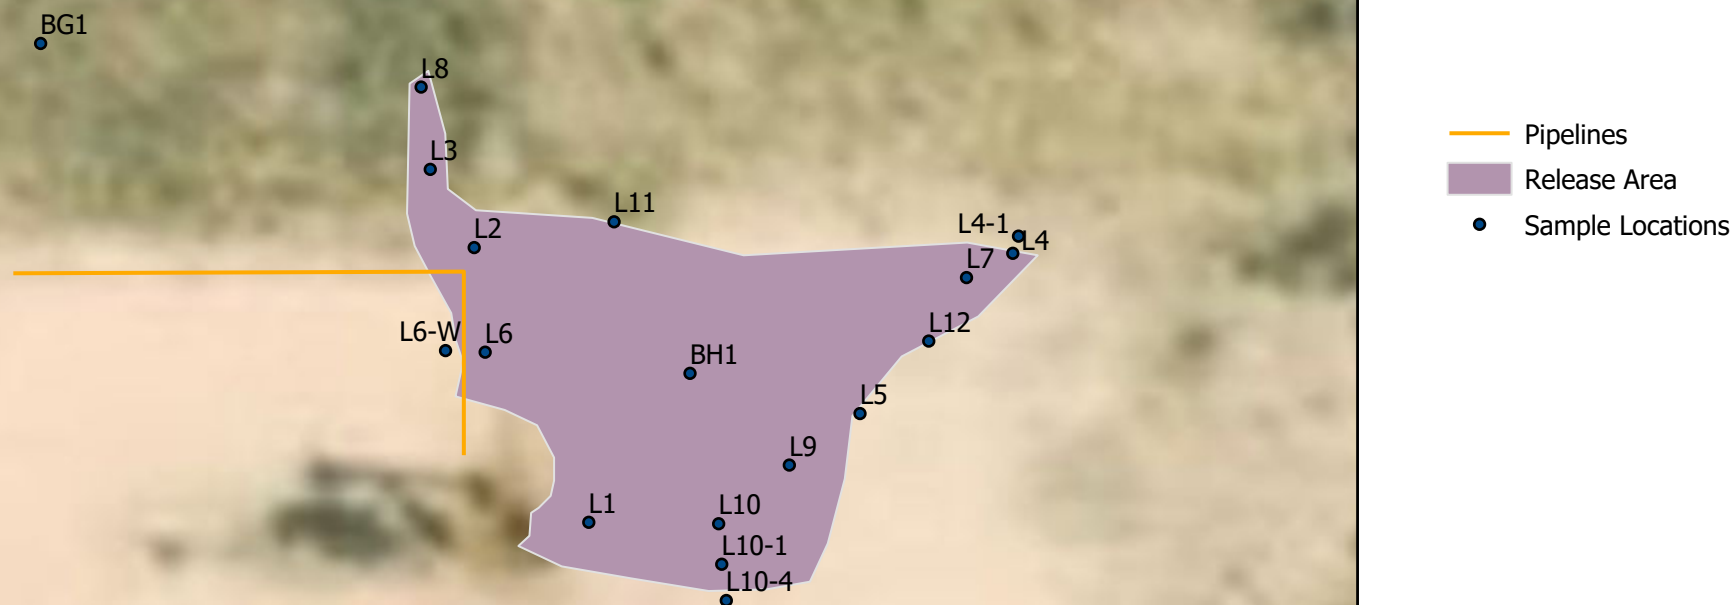 BG1
L8
L3
L11
L2
L4-1
L4
L7
L6-W
L6
L12
BH1
L5
L9
L1
L10
L10-1
L10-4
Pipelines
Release Area
Sample Locations